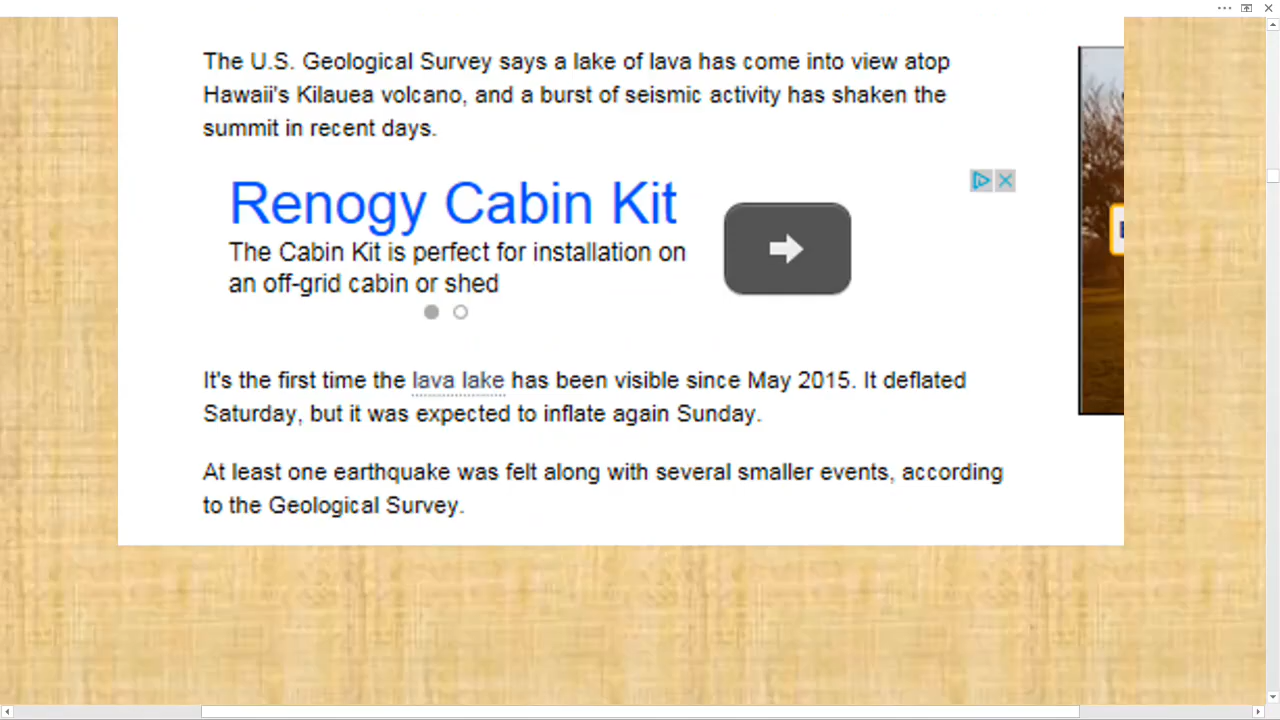 The U.S. Geological Survey says a lake of lava has come into view atop
Hawaii's Kilauea volcano, and a burst of seismic activity has shaken the
summit in recent days.
Renogy Cabin Kit
The Cabin Kit is perfect for installation on
an off-grid cabin or shed
It's the first time the lava lake has been visible since May 2015. It deflated
Saturday, but it was expected to inflate again Sunday.
At least one earthquake was felt along with several smaller events, according
to the Geological Survey.